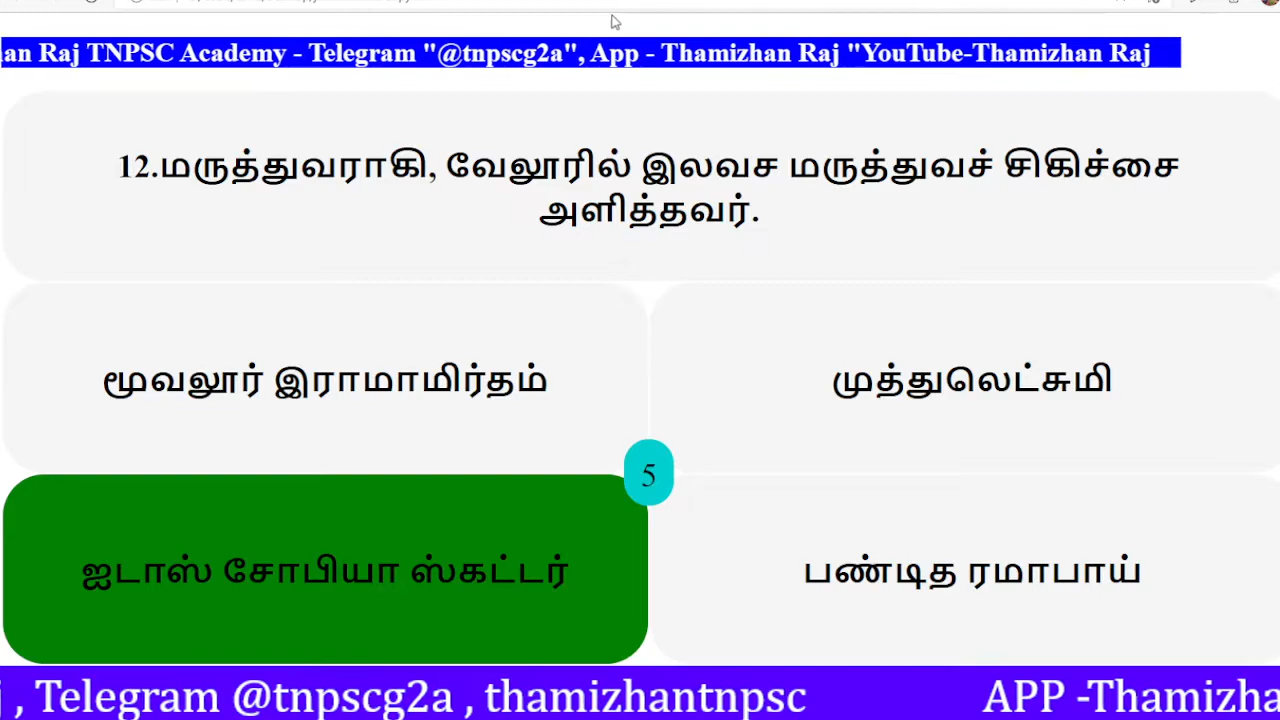 an Raj TNPSC Academy - Telegram "@tnpscg2a", App - Thamizhan Raj "YouTube-Thamizhan Raj
12.மருத்துவராகி, வேலூரில் இலவச மருத்துவச் சிகிச்சை
அளித்தவர்.
மூவலூர் இராமாமிர்தம்
முத்துலெட்சுமி
5
ஐடாஸ் சோபியா ஸ்கட்டர்
பண்டித ரமாபாய்
, Telegram @tnpscg2a , thamizhantnpsc APP -Thamizha